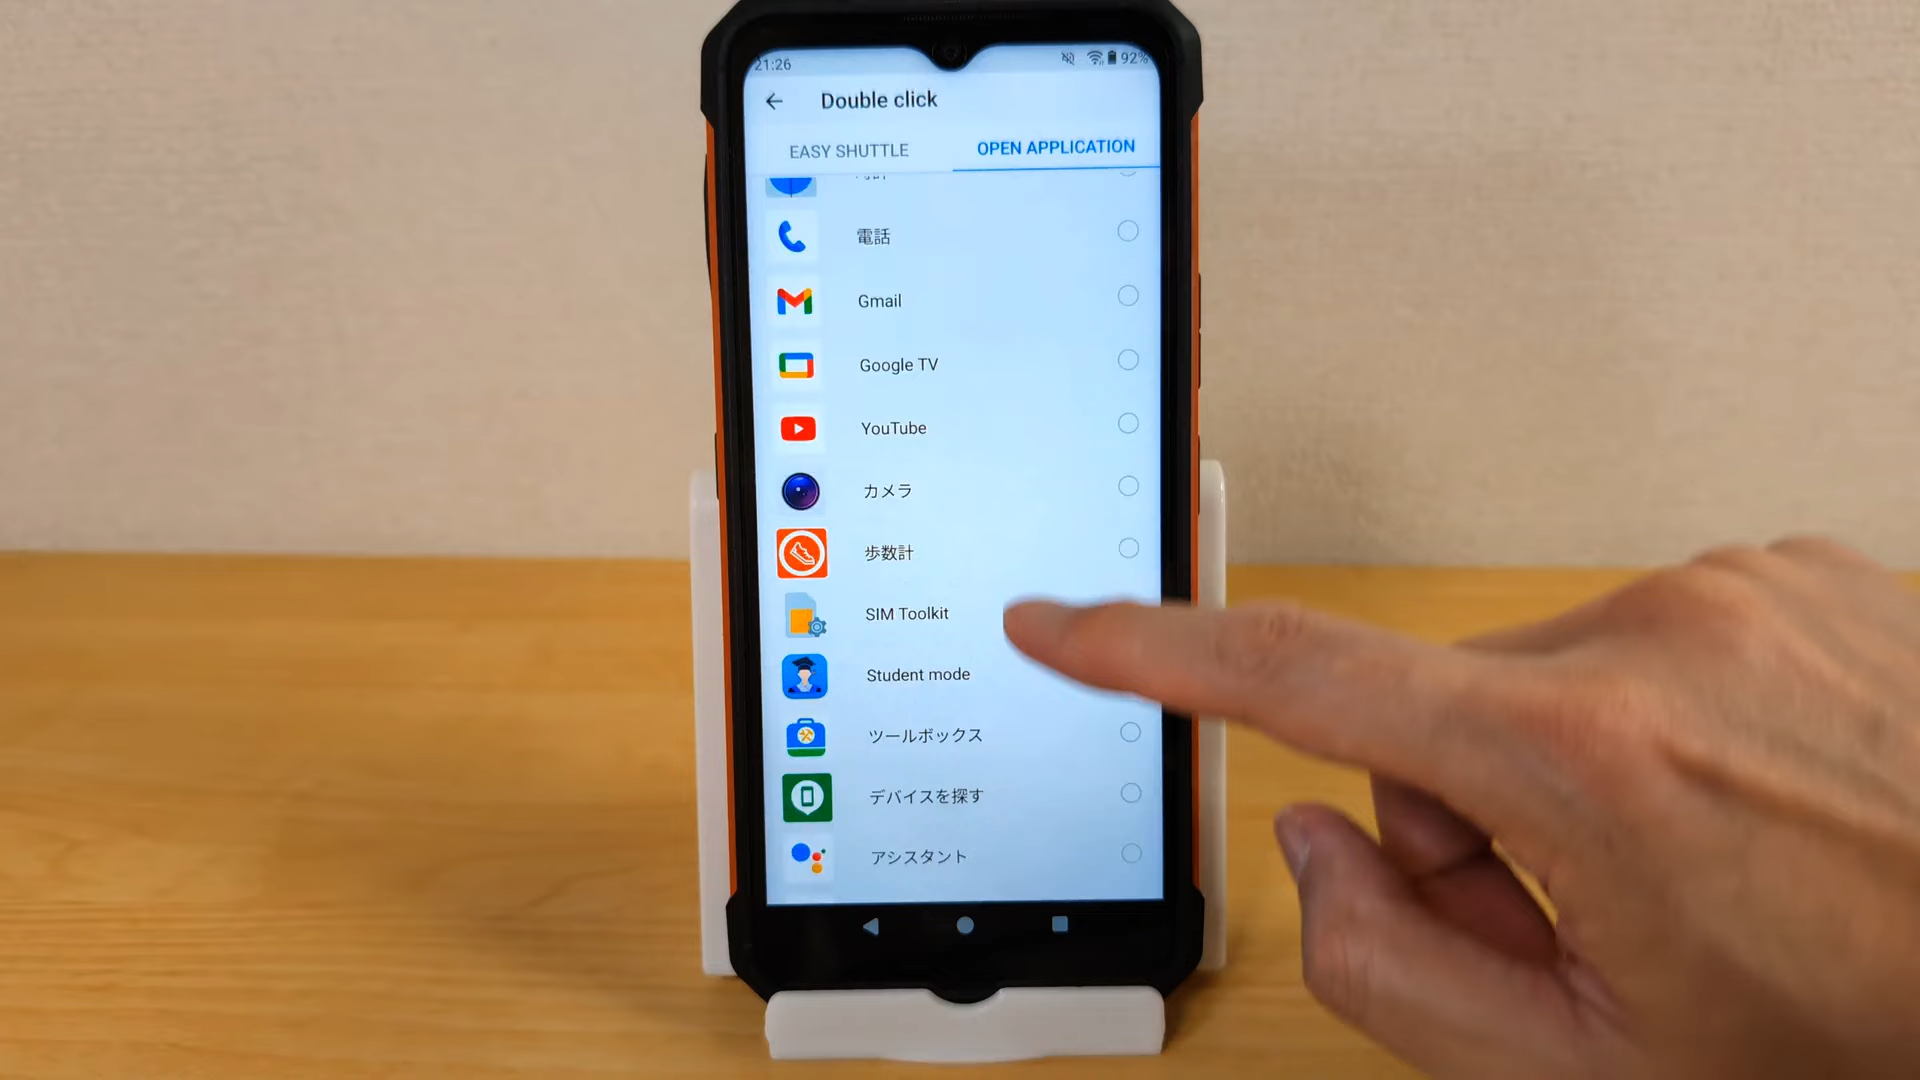 21:26
92%
Double click
EASY SHUTTLE
OPEN APPLICATION
電話
Gmail
Google TV
YouTube
カメラ
歩数計
SIM Toolkit
Student mode
ツールボックス
デバイスを探す
アシスタント